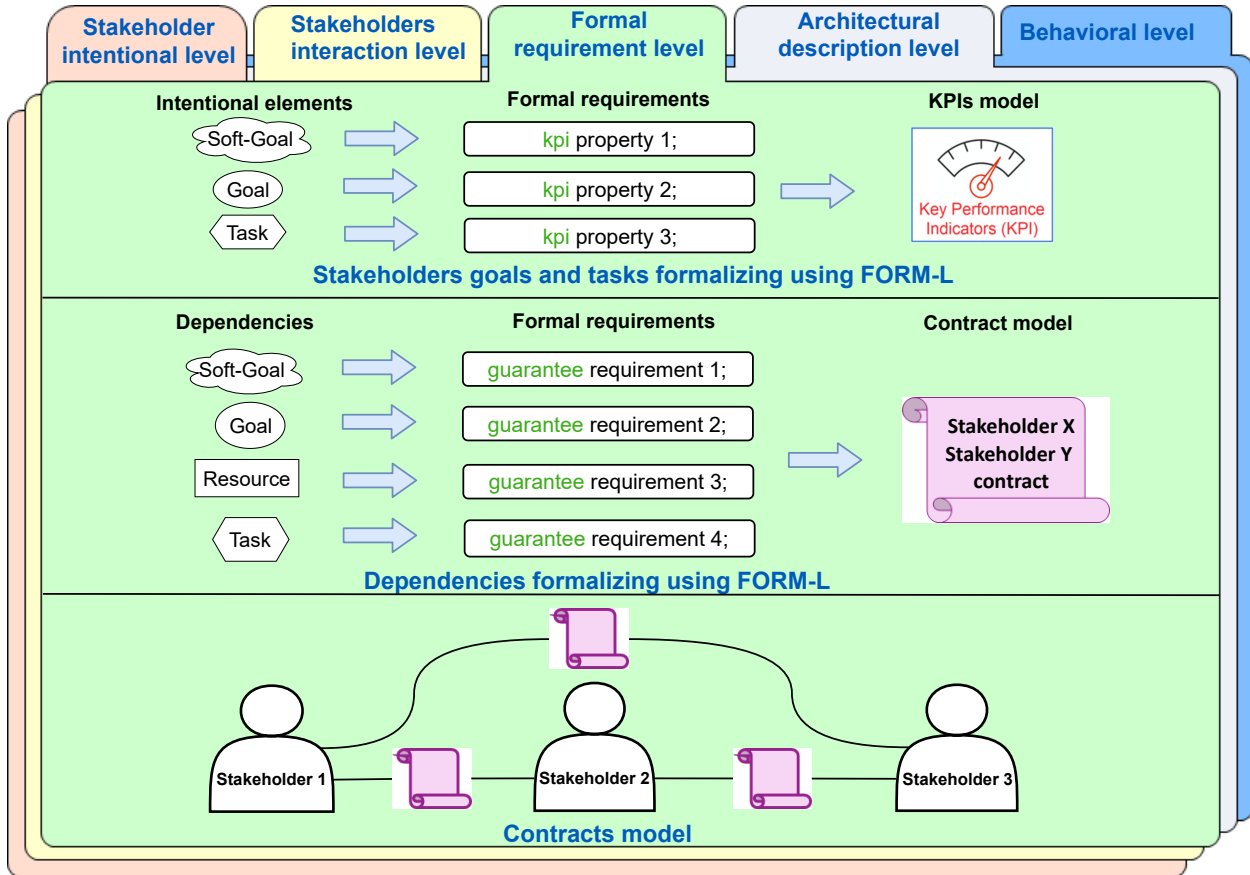 Stakeholder
intentional level
Stakeholders
interaction level
Formal
requirement level
Architectural
description level
Behavioral level
Intentional elements
Formal requirements
KPIs model
Soft-Goal
kpi property 1;
Goal
kpi property 2;
Task
kpi property 3;
Key Performance
Indicators (KPI)
Stakeholders goals and tasks formalizing using FORM-L
Dependencies
Formal requirements
Contract model
Soft-Goal
guarantee requirement 1;
Goal
guarantee requirement 2;
Resource
guarantee requirement 3;
Task
guarantee requirement 4;
Stakeholder X
Stakeholder Y
contract
Dependencies formalizing using FORM-L
Stakeholder 1
Stakeholder 2
Stakeholder 3
Contracts model